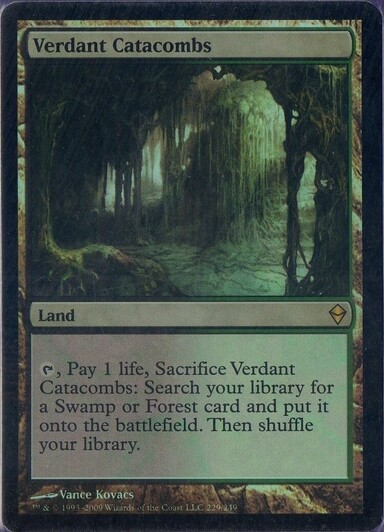 Verdant Catacombs
Land
, Pay 1 life, Sacrifice Verdant
Catacombs: Search your library for
a Swamp or Forest card and put it
onto the battlefield. Then shuffle
your library.
Vance Kovacs
™ & © 1993-2009 Wizards of the Coast LLC 229/249